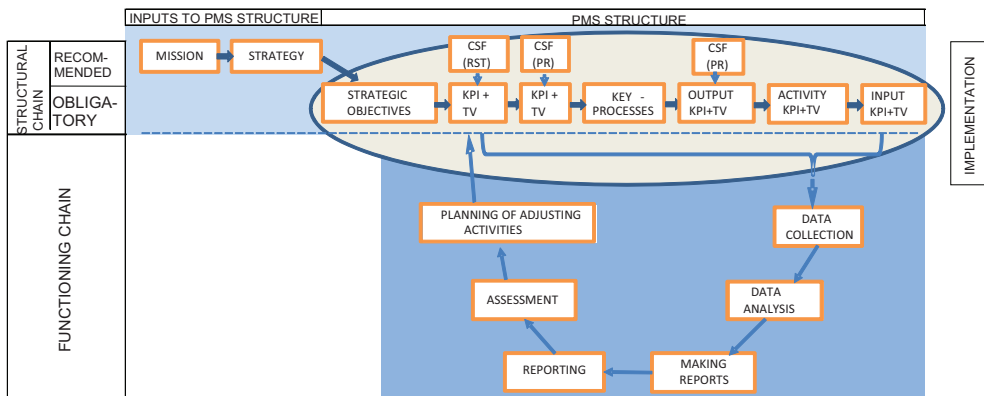 INPUTS TO PMS STRUCTURE
PMS STRUCTURE
STRUCTURAL
CHAIN
RECOM-
MENDED
OBLIGA-
TORY
MISSION
STRATEGY
CSF
(RST)
CSF
(PR)
CSF
(PR)
STRATEGIC
OBJECTIVES
KPI +
TV
KPI +
TV
KEY -
PROCESSES
OUTPUT
KPI+TV
ACTIVITY
KPI+TV
INPUT
KPI+TV
IMPLEMENTATION
FUNCTIONING CHAIN
PLANNING OF ADJUSTING
ACTIVITIES
DATA
COLLECTION
ASSESSMENT
DATA
ANALYSIS
REPORTING
MAKING
REPORTS